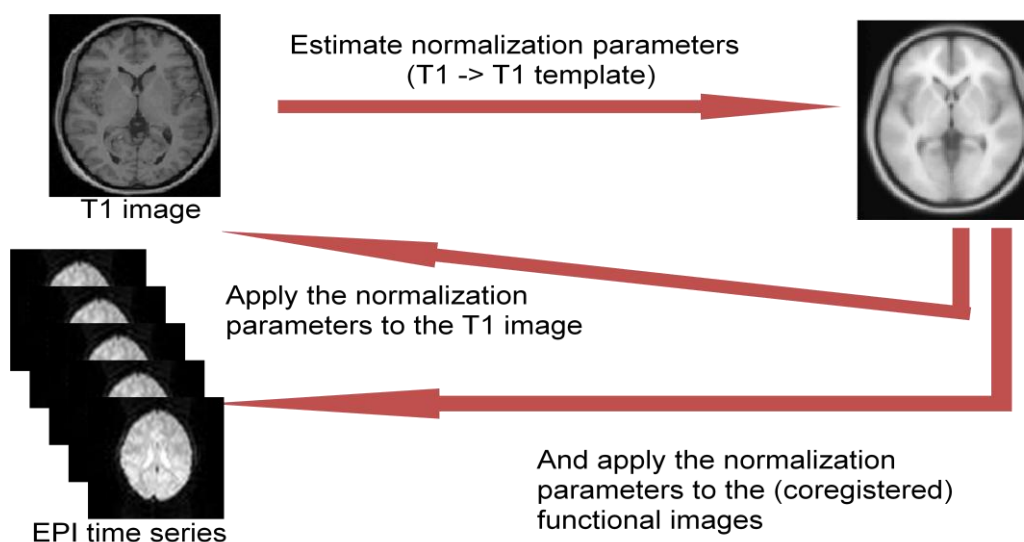 Estimate normalization parameters
(T1 -> T1 template)
T1 image
Apply the normalization
parameters to the T1 image
And apply the normalization
parameters to the (coregistered)
functional images
EPI time series